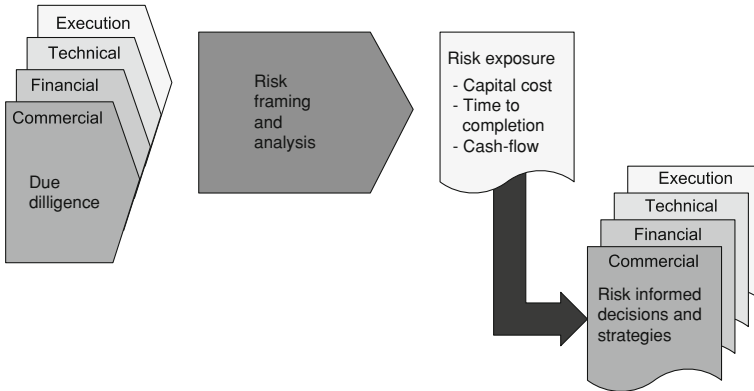 Execution
Technical
Financial
Commercial
Due
dilligence
Risk
framing
and
analysis
Risk exposure
- Capital cost
- Time to
completion
- Cash-flow
Execution
Technical
Financial
Commercial
Risk informed
decisions and
strategies